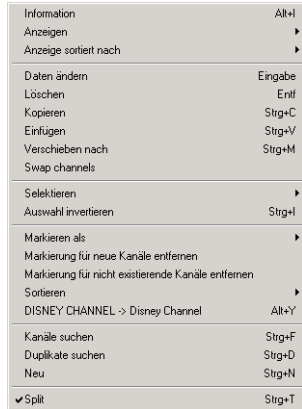 Information Alt+I
Anzeigen
Anzeige sortiert nach
Daten ändern Eingabe
Löschen Entf
Kopieren Strg+C
Einfügen Strg+V
Verschieben nach Strg+M
Swap channels
Selektieren
Auswahl invertieren Strg+I
Markieren als
Markierung für neue Kanäle entfernen
Markierung für nicht existierende Kanäle entfernen
Sortieren
DISNEY CHANNEL -> Disney Channel Alt+Y
Kanäle suchen Strg+F
Duplikate suchen Strg+D
Neu Strg+N
Split Strg+T